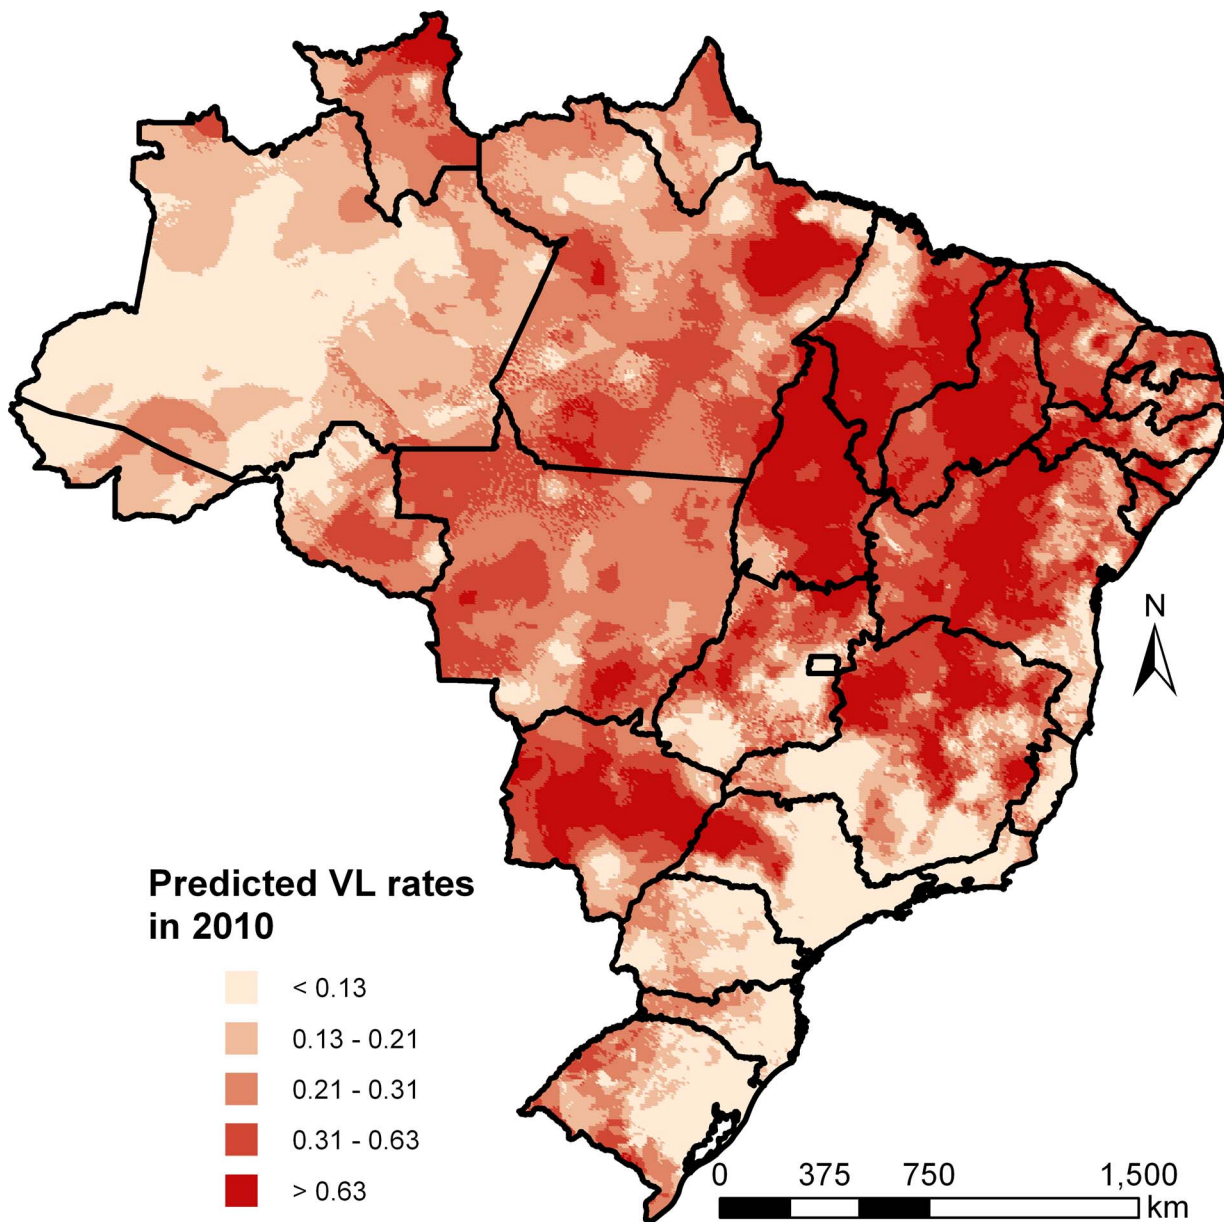 N
Predicted VL rates
in 2010
< 0.13
0.13 - 0.21
0.21 - 0.31
0.31 - 0.63
> 0.63
0 375 750 1,500
km